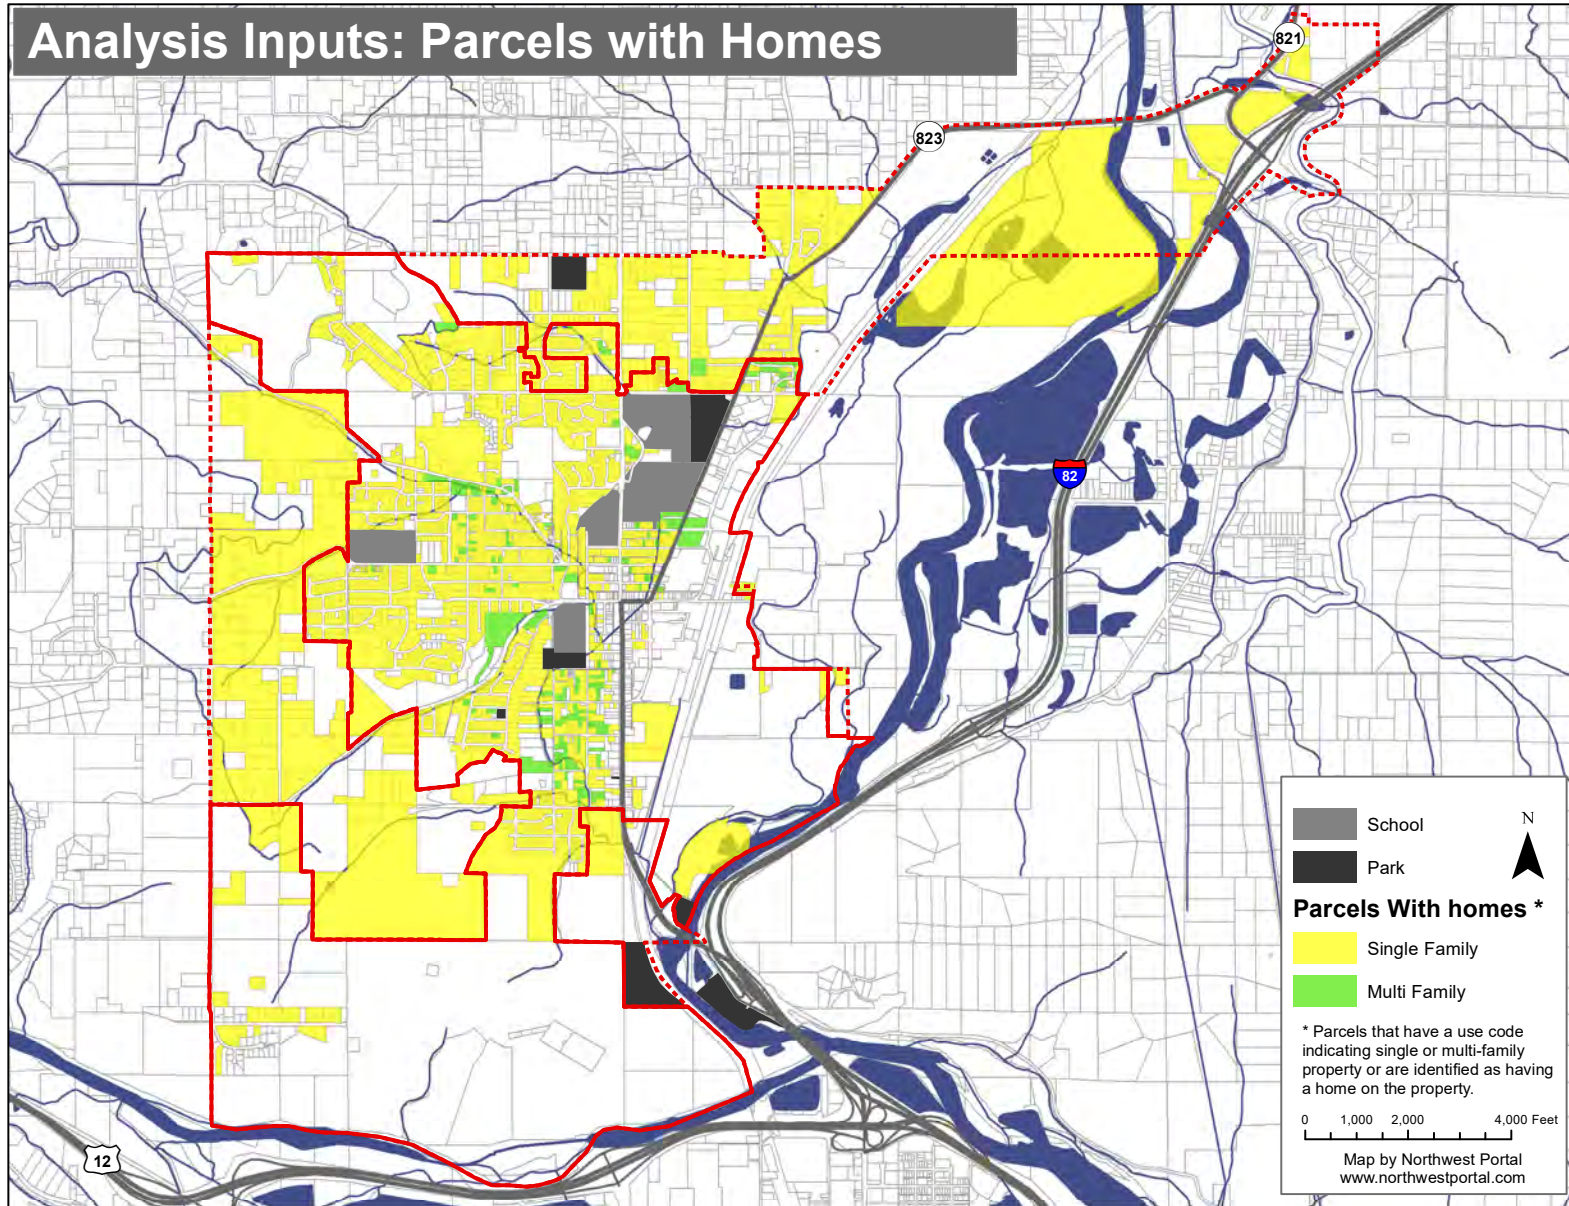 Analysis Inputs: Parcels with Homes
821
823
82
12
School
Park
N
Parcels With homes *
Single Family
Multi Family
* Parcels that have a use code
indicating single or multi-family
property or are identified as having
a home on the property.
0 1,000 2,000 4,000 Feet
Map by Northwest Portal
www.northwestportal.com